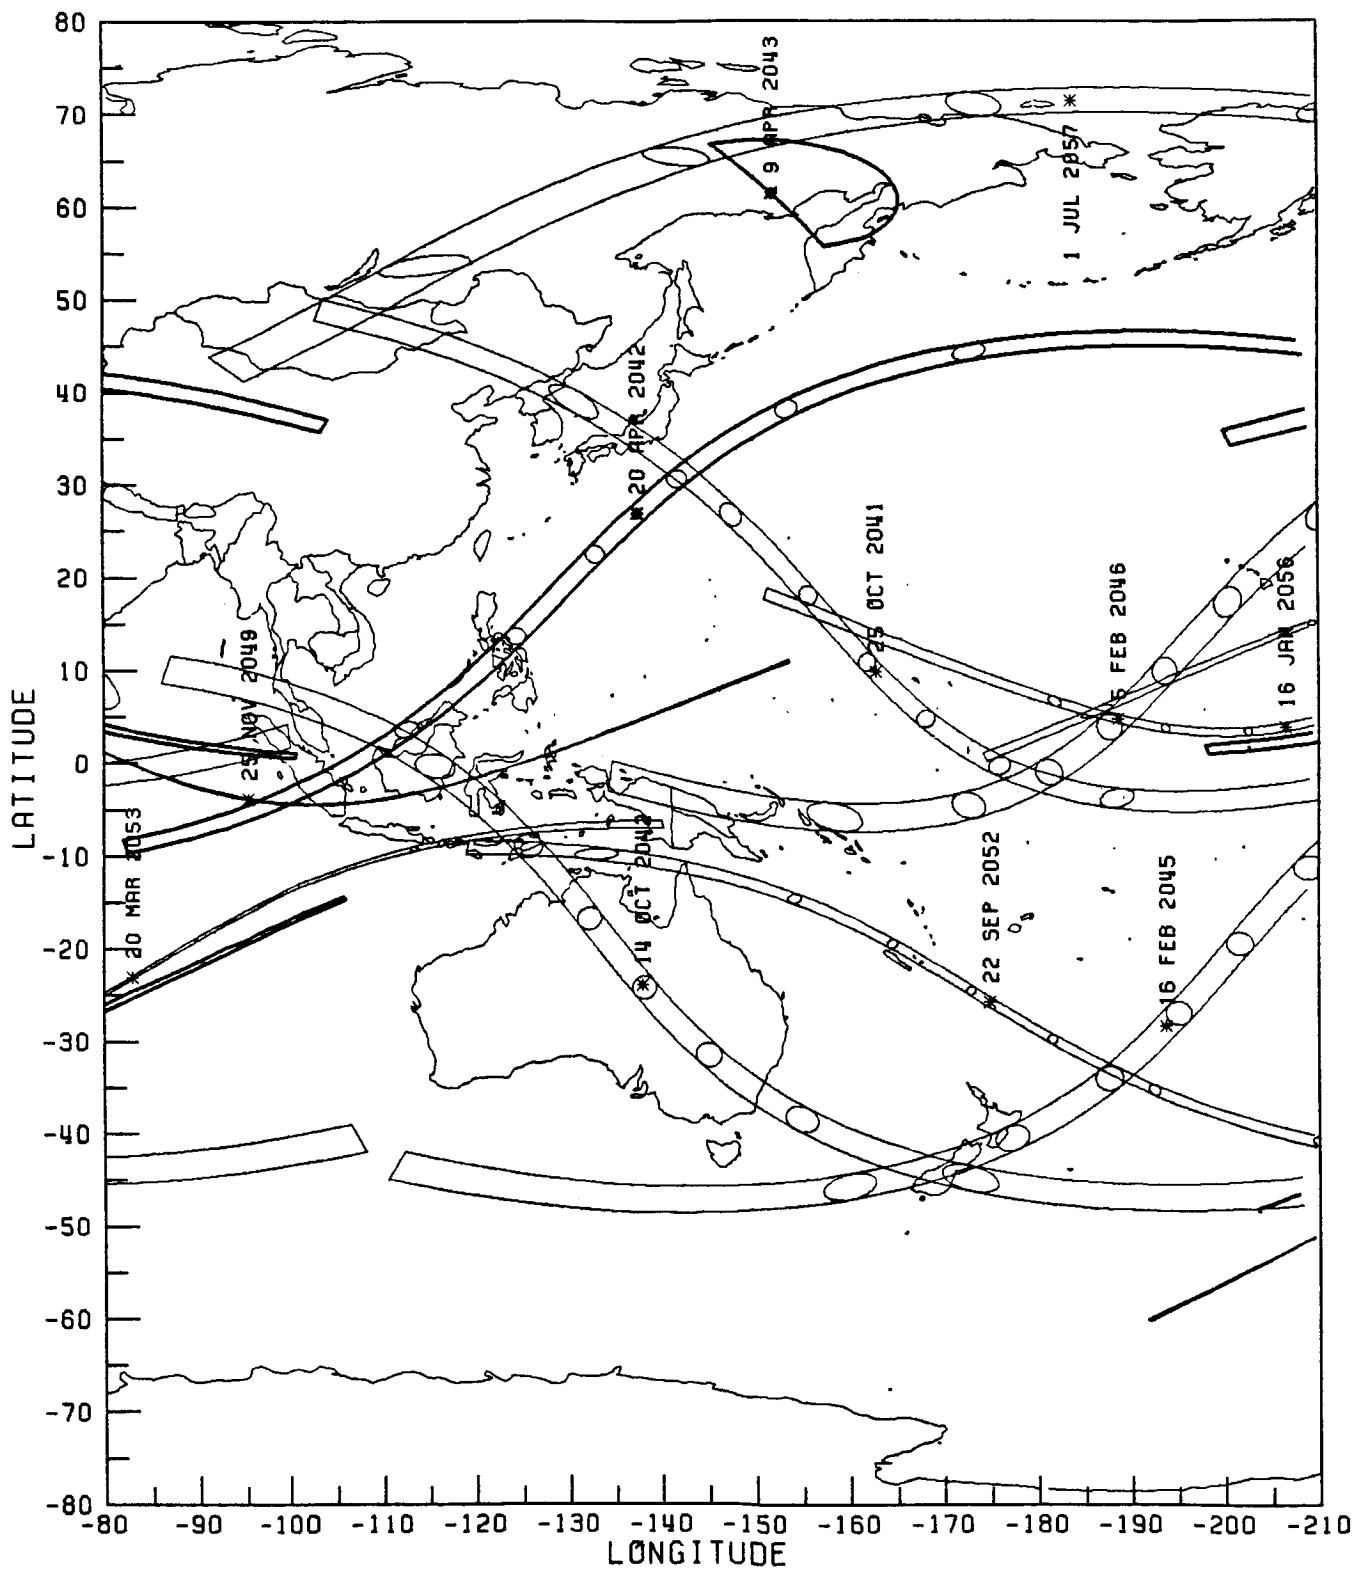 80
70
60
50
40
30
20
10
0
-10
-20
-30
-40
-50
-60
-70
-80
LATITUDE
-80 -90 -100 -110 -120 -130 -140 -150 -160 -170 -180 -190 -200 -210
LONGITUDE
9 APR 2043
1 JUL 2057
20 APR 2042
25 OCT 2041
5 FEB 2046
16 JAN 2056
25 NOV 2049
20 MAR 2053
14 OCT 2042
22 SEP 2052
16 FEB 2045